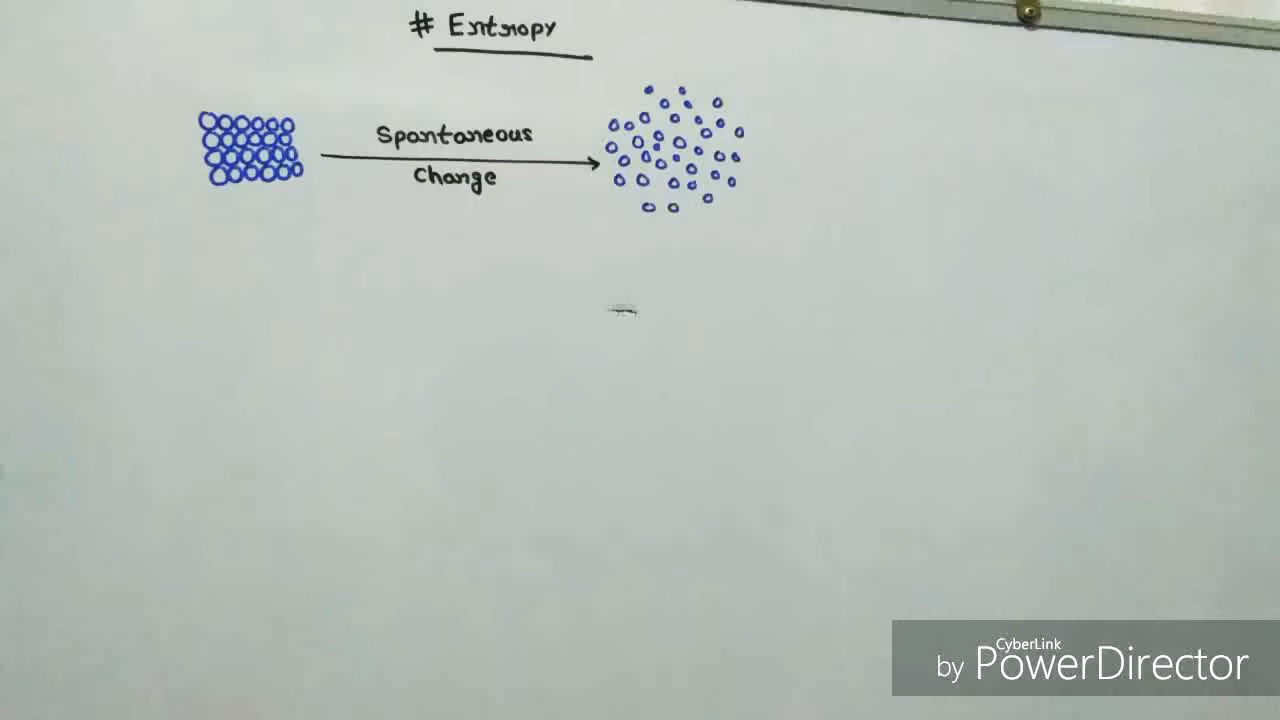 # Entropy
Spontaneous
Change
CyberLink
by PowerDirector